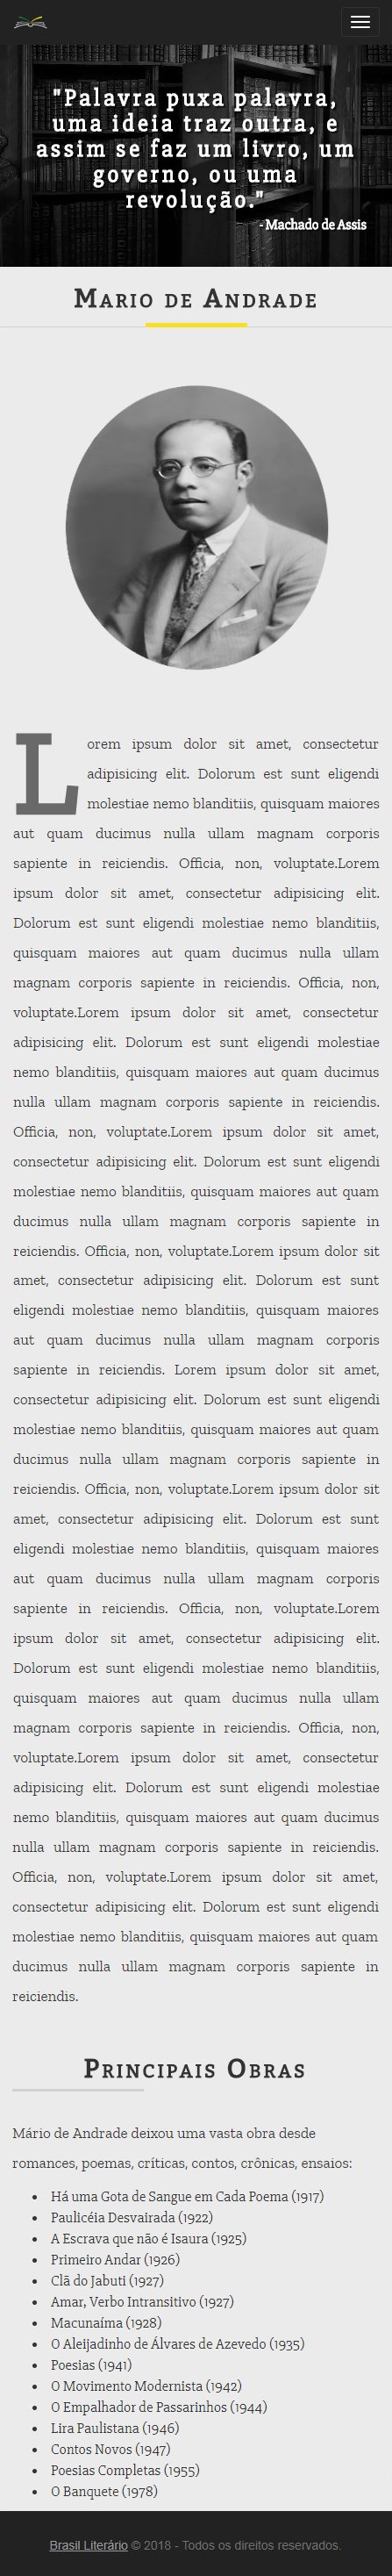 "Palavra puxa palavra,
uma ideia traz outra, e
assim se faz um livro, um
governo, ou uma
revolução."
- Machado de Assis
Mario de Andrade
Lorem ipsum dolor sit amet, consectetur
adipisicing elit. Dolorum est sunt eligendi
molestiae nemo blanditiis, quisquam maiores
aut quam ducimus nulla ullam magnam corporis
sapiente in reiciendis. Officia, non, voluptate.Lorem
ipsum dolor sit amet, consectetur adipisicing elit.
Dolorum est sunt eligendi molestiae nemo blanditiis,
quisquam maiores aut quam ducimus nulla ullam
magnam corporis sapiente in reiciendis. Officia, non,
voluptate.Lorem ipsum dolor sit amet, consectetur
adipisicing elit. Dolorum est sunt eligendi molestiae
nemo blanditiis, quisquam maiores aut quam ducimus
nulla ullam magnam corporis sapiente in reiciendis.
Officia, non, voluptate.Lorem ipsum dolor sit amet,
consectetur adipisicing elit. Dolorum est sunt eligendi
molestiae nemo blanditiis, quisquam maiores aut quam
ducimus nulla ullam magnam corporis sapiente in
reiciendis. Officia, non, voluptate.Lorem ipsum dolor sit
amet, consectetur adipisicing elit. Dolorum est sunt
eligendi molestiae nemo blanditiis, quisquam maiores
aut quam ducimus nulla ullam magnam corporis
sapiente in reiciendis. Lorem ipsum dolor sit amet,
consectetur adipisicing elit. Dolorum est sunt eligendi
molestiae nemo blanditiis, quisquam maiores aut quam
ducimus nulla ullam magnam corporis sapiente in
reiciendis. Officia, non, voluptate.Lorem ipsum dolor sit
amet, consectetur adipisicing elit. Dolorum est sunt
eligendi molestiae nemo blanditiis, quisquam maiores
aut quam ducimus nulla ullam magnam corporis
sapiente in reiciendis. Officia, non, voluptate.Lorem
ipsum dolor sit amet, consectetur adipisicing elit.
Dolorum est sunt eligendi molestiae nemo blanditiis,
quisquam maiores aut quam ducimus nulla ullam
magnam corporis sapiente in reiciendis. Officia, non,
voluptate.Lorem ipsum dolor sit amet, consectetur
adipisicing elit. Dolorum est sunt eligendi molestiae
nemo blanditiis, quisquam maiores aut quam ducimus
nulla ullam magnam corporis sapiente in reiciendis.
Officia, non, voluptate.Lorem ipsum dolor sit amet,
consectetur adipisicing elit. Dolorum est sunt eligendi
molestiae nemo blanditiis, quisquam maiores aut quam
ducimus nulla ullam magnam corporis sapiente in
reiciendis.
Principais Obras
Mário de Andrade deixou uma vasta obra desde
romances, poemas, críticas, contos, crônicas, ensaios:
• Há uma Gota de Sangue em Cada Poema (1917)
• Paulicéia Desvairada (1922)
• A Escrava que não é Isaura (1925)
• Primeiro Andar (1926)
• Clã do Jabuti (1927)
• Amar, Verbo Intransitivo (1927)
• Macunaíma (1928)
• O Aleijadinho de Álvares de Azevedo (1935)
• Poesias (1941)
• O Movimento Modernista (1942)
• O Empalhador de Passarinhos (1944)
• Lira Paulistana (1946)
• Contos Novos (1947)
• Poesias Completas (1955)
• O Banquete (1978)
Brasil Literário © 2018 - Todos os direitos reservados.